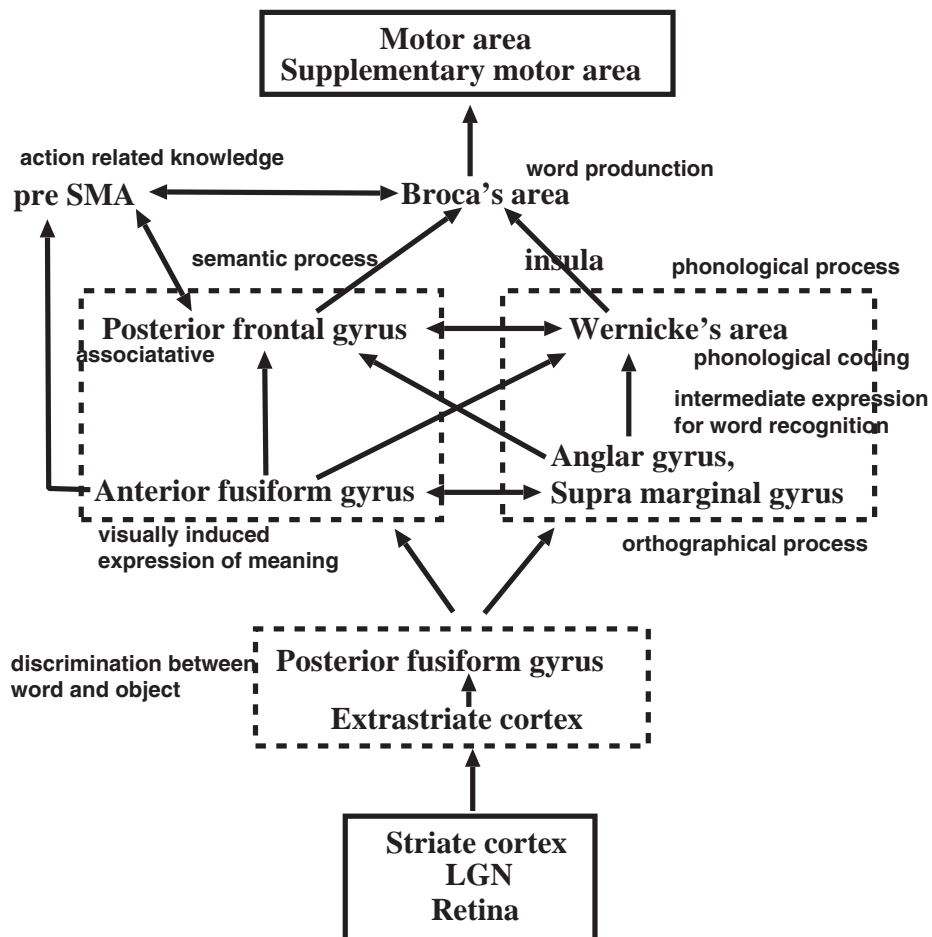 Motor area
Supplementary motor area
action related knowledge
word produnction
pre SMA
Broca's area
semantic process
insula
phonological process
Posterior frontal gyrus
Wernicke's area
associatative
phonological coding
intermediate expression
for word recognition
Anglar gyrus,
Anterior fusiform gyrus
Supra marginal gyrus
visually induced
expression of meaning
orthographical process
discrimination between
word and object
Posterior fusiform gyrus
Extrastriate cortex
Striate cortex
LGN
Retina